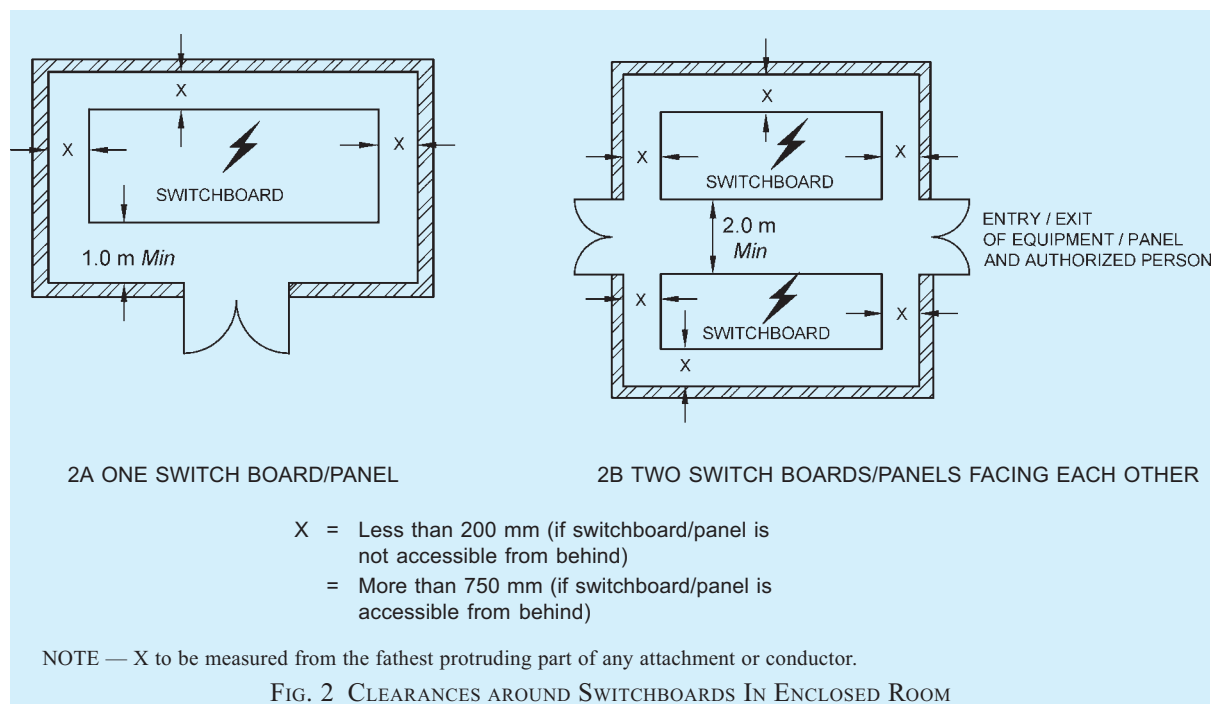 X
X
X
SWITCHBOARD
1.0 m Min
X
X
X
SWITCHBOARD
2.0 m
Min
ENTRY / EXIT
OF EQUIPMENT / PANEL
AND AUTHORIZED PERSON
X
X
SWITCHBOARD
X
2A ONE SWITCH BOARD/PANEL
2B TWO SWITCH BOARDS/PANELS FACING EACH OTHER
X = Less than 200 mm (if switchboard/panel is
not accessible from behind)
= More than 750 mm (if switchboard/panel is
accessible from behind)
NOTE — X to be measured from the fathest protruding part of any attachment or conductor.
FIG. 2 CLEARANCES AROUND SWITCHBOARDS IN ENCLOSED ROOM